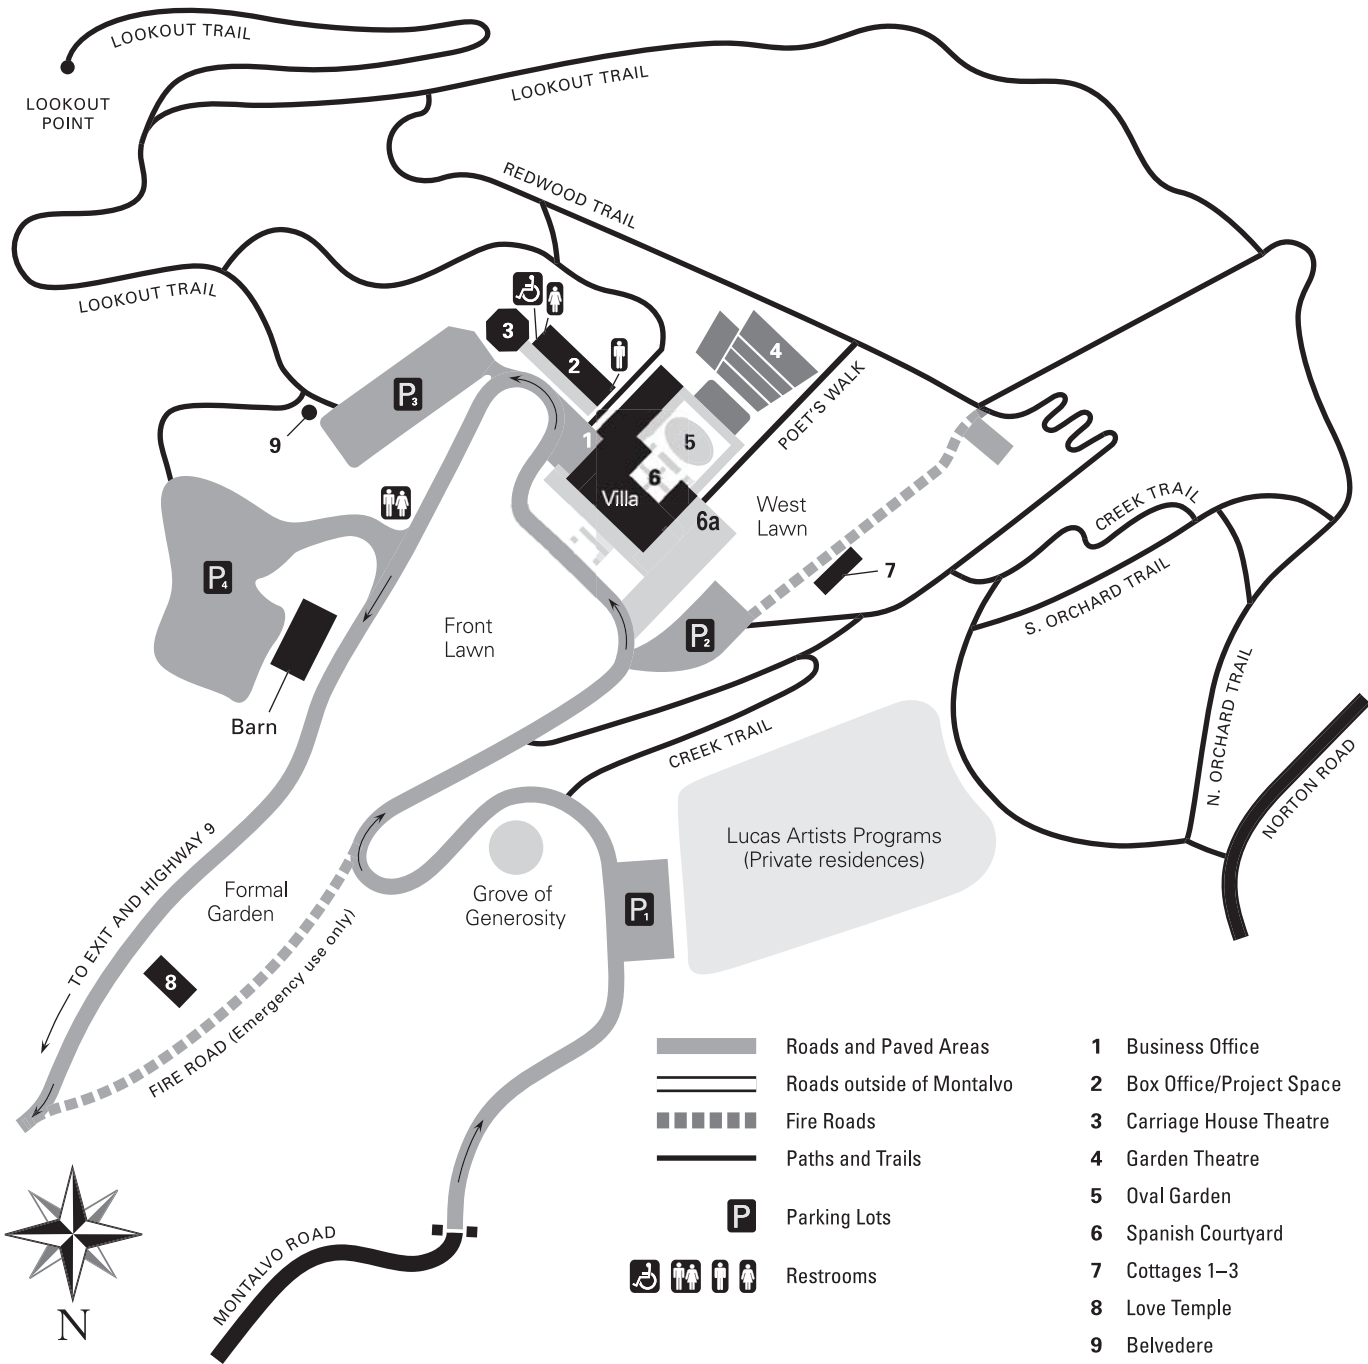 LOOKOUT TRAIL
LOOKOUT
POINT
LOOKOUT TRAIL
REDWOOD TRAIL
LOOKOUT TRAIL
3
2
4
P3
9
1
5
POET'S WALK
6
Villa
6a
West
Lawn
CREEK TRAIL
P4
7
S. ORCHARD TRAIL
Front
Lawn
P2
Barn
CREEK TRAIL
N. ORCHARD TRAIL
NORTON ROAD
TO EXIT AND HIGHWAY 9
Lucas Artists Programs
(Private residences)
Formal
Garden
Grove of
Generosity
P1
8
FIRE ROAD (Emergency use only)
MONTALVO ROAD
N
Roads and Paved Areas
Roads outside of Montalvo
Fire Roads
Paths and Trails
P Parking Lots
Restrooms
1 Business Office
2 Box Office/Project Space
3 Carriage House Theatre
4 Garden Theatre
5 Oval Garden
6 Spanish Courtyard
7 Cottages 1–3
8 Love Temple
9 Belvedere